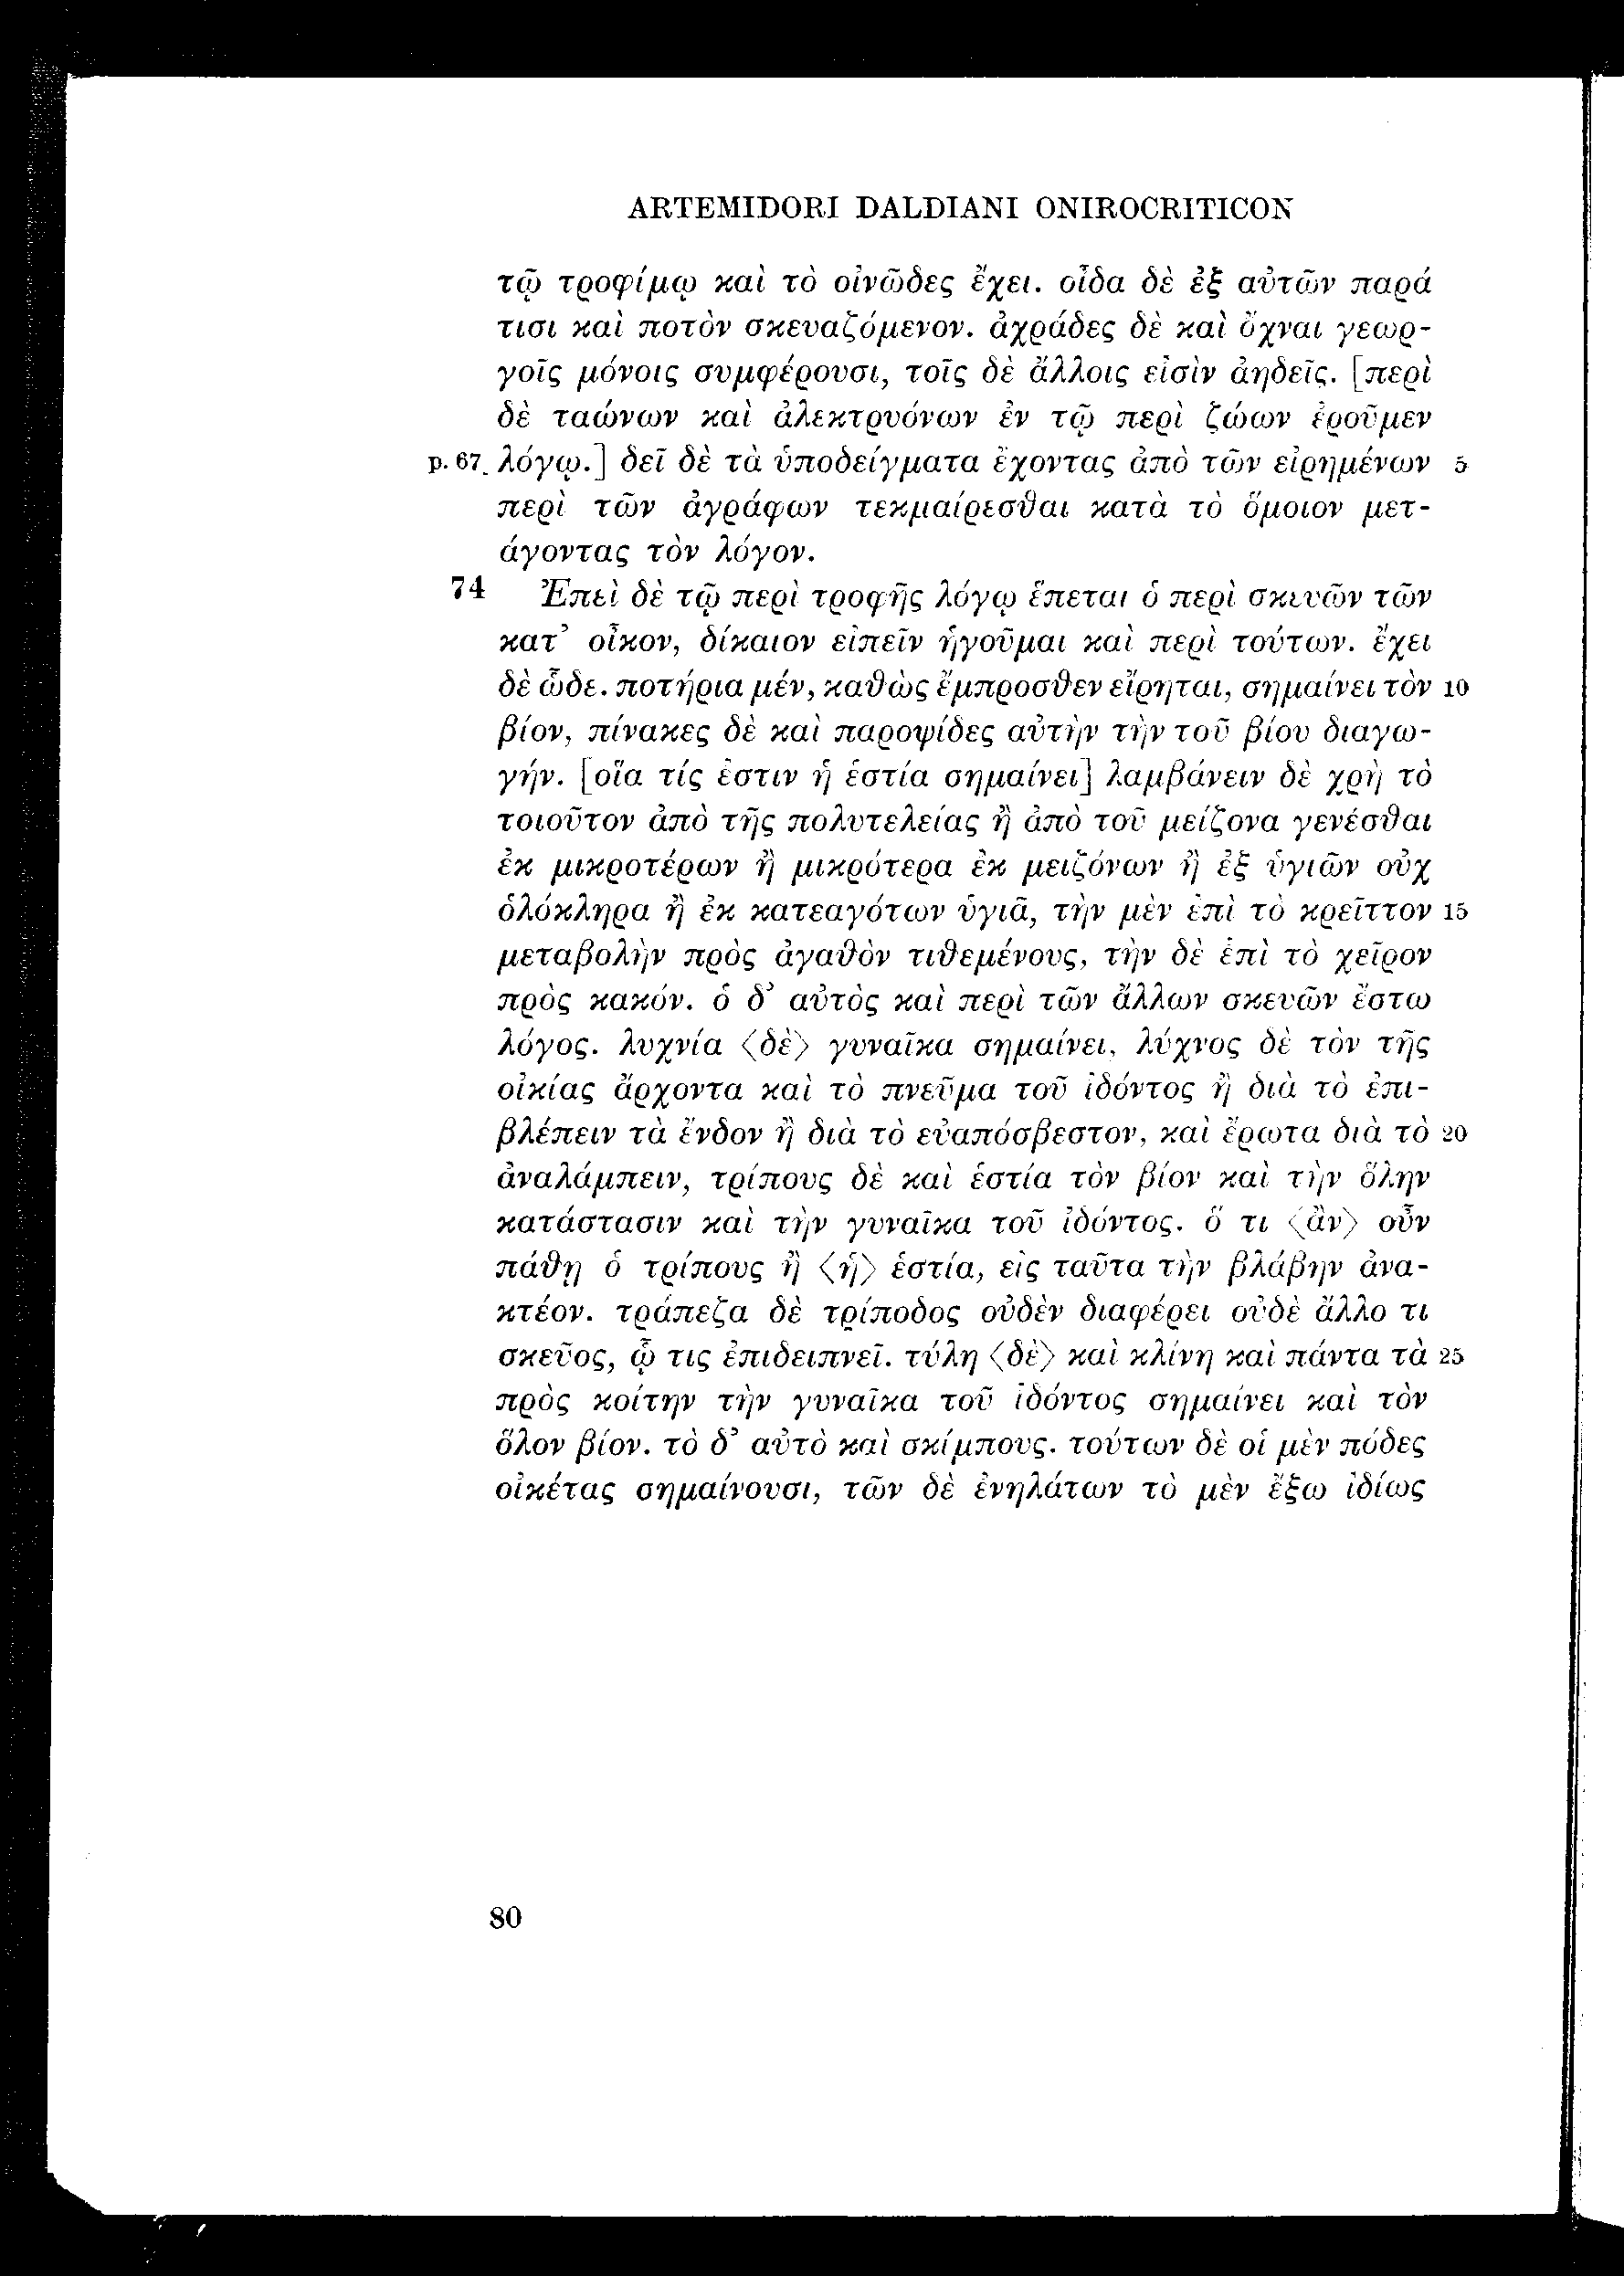 ARTEMIDORI DALDIANI ONIROCRITICON
τῷ τροφίμῳ καὶ τὸ οἰνῶδες ἔχει. οἶδα δὲ ἐξ αὐτῶν παρά
τισι καὶ ποτὸν σκευαζόμενον. ἀχράδες δὲ καὶ ὄχναι γεωρ-
γοῖς μόνοις συμφέρουσι, τοῖς δὲ ἄλλοις εἰσὶν ἀηδεῖς. [περὶ
δὲ ταώνων καὶ ἀλεκτρυόνων ἐν τῷ περὶ ζώων ἐροῦμεν
p. 67 λόγῳ.] δεῖ δὲ τὰ ὑποδείγματα ἔχοντας ἀπὸ τῶν εἰρημένων 5
περὶ τῶν ἀγράφων τεκμαίρεσθαι κατὰ τὸ ὅμοιον μετ-
άγοντας τὸν λόγον.
74 Ἐπεὶ δὲ τῷ περὶ τροφῆς λόγῳ ἕπεται ὁ περὶ σκευῶν τῶν
κατ’ οἶκον, δίκαιον εἰπεῖν ἡγοῦμαι καὶ περὶ τούτων. ἔχει
δὲ ὧδε. ποτήρια μέν, καθὼς ἔμπροσθεν εἴρηται, σημαίνει τὸν 10
βίον, πίνακες δὲ καὶ παροψίδες αὐτὴν τὴν τοῦ βίου διαγω-
γήν. [οἵα τίς ἐστιν ἡ ἑστία σημαίνει] λαμβάνειν δὲ χρὴ τὸ
τοιοῦτον ἀπὸ τῆς πολυτελείας ἢ ἀπὸ τοῦ μείζονα γενέσθαι
ἐκ μικροτέρων ἢ μικρότερα ἐκ μειζόνων ἢ ἐξ ὑγιῶν οὐχ
ὁλόκληρα ἢ ἐκ κατεαγότων ὑγιᾶ, τὴν μὲν ἐπὶ τὸ κρεῖττον 15
μεταβολὴν πρὸς ἀγαθὸν τιθεμένους, τὴν δὲ ἐπὶ τὸ χεῖρον
πρὸς κακόν. ὁ δ’ αὐτὸς καὶ περὶ τῶν ἄλλων σκευῶν ἔστω
λόγος. λυχνία ⟨δὲ⟩ γυναῖκα σημαίνει, λύχνος δὲ τὸν τῆς
οἰκίας ἄρχοντα καὶ τὸ πνεῦμα τοῦ ἰδόντος ἢ διὰ τὸ ἐπι-
βλέπειν τὰ ἔνδον ἢ διὰ τὸ εὐαπόσβεστον, καὶ ἔρωτα διὰ τὸ 20
ἀναλάμπειν, τρίπους δὲ καὶ ἑστία τὸν βίον καὶ τὴν ὅλην
κατάστασιν καὶ τὴν γυναῖκα τοῦ ἰδόντος. ὅ τι ⟨ἂν⟩ οὖν
πάθῃ ὁ τρίπους ἢ ⟨ἡ⟩ ἑστία, εἰς ταῦτα τὴν βλάβην ἀνα-
κτέον. τράπεζα δὲ τρίποδος οὐδὲν διαφέρει οὐδὲ ἄλλο τι
σκεῦος, ᾧ τις ἐπιδειπνεῖ. τύλη ⟨δὲ⟩ καὶ κλίνη καὶ πάντα τὰ 25
πρὸς κοίτην τὴν γυναῖκα τοῦ ἰδόντος σημαίνει καὶ τὸν
ὅλον βίον. τὸ δ’ αὐτὸ καὶ σκίμπους. τούτων δὲ οἱ μὲν πόδες
οἰκέτας σημαίνουσι, τῶν δὲ ἐνηλάτων τὸ μὲν ἔξω ἰδίως
80